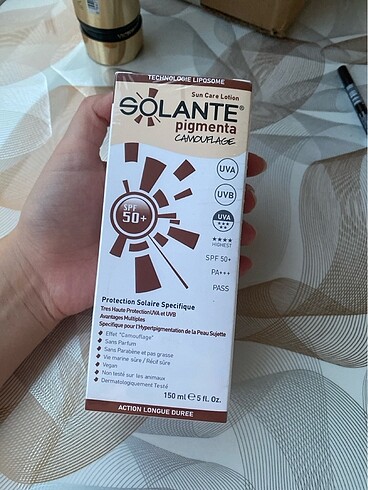 TECHNOLOGIE LIPOSOME
Sun Care Lotion
SOLANTE®
pigmenta
CAMOUFLAGE
UVA
UVB
SPF
50+
UVA
HIGHEST
SPF 50+
PA+++
PASS
Protection Solaire Specifique
Tres Haute Protection UVA et UVB
Avantages Multiples
Specifique pour l'Hypertpigmentation de la Peau Sujette
Effet "Camouflage"
Sans Parfum
Sans Parabène et pas grasse
Vie marine sûre / Récif sûre
Vegan
Non testé sur les animaux
Dermatologiquement Testé
150 ml ℮ 5 fl. Oz.
ACTION LONGUE DUREE